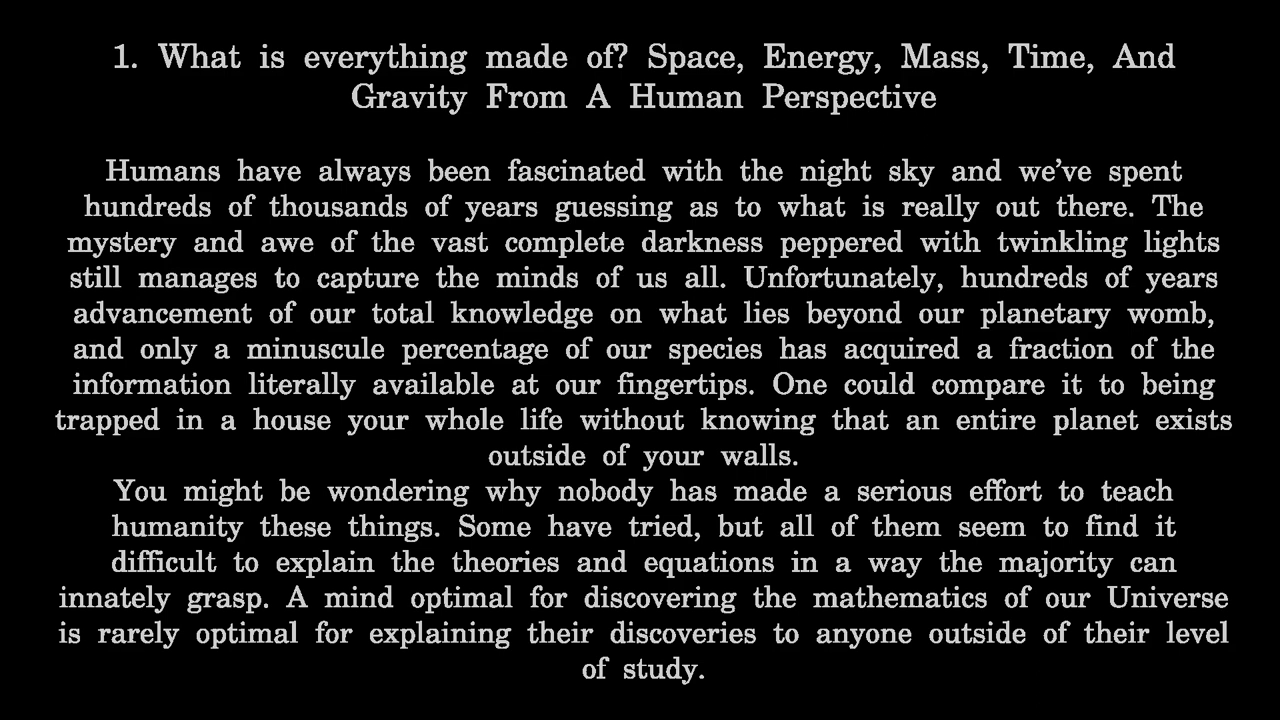 1. What is everything made of? Space, Energy, Mass, Time, And
Gravity From A Human Perspective
Humans have always been fascinated with the night sky and we’ve spent
hundreds of thousands of years guessing as to what is really out there. The
mystery and awe of the vast complete darkness peppered with twinkling lights
still manages to capture the minds of us all. Unfortunately, hundreds of years
advancement of our total knowledge on what lies beyond our planetary womb,
and only a minuscule percentage of our species has acquired a fraction of the
information literally available at our fingertips. One could compare it to being
trapped in a house your whole life without knowing that an entire planet exists
outside of your walls.
You might be wondering why nobody has made a serious effort to teach
humanity these things. Some have tried, but all of them seem to find it
difficult to explain the theories and equations in a way the majority can
innately grasp. A mind optimal for discovering the mathematics of our Universe
is rarely optimal for explaining their discoveries to anyone outside of their level
of study.